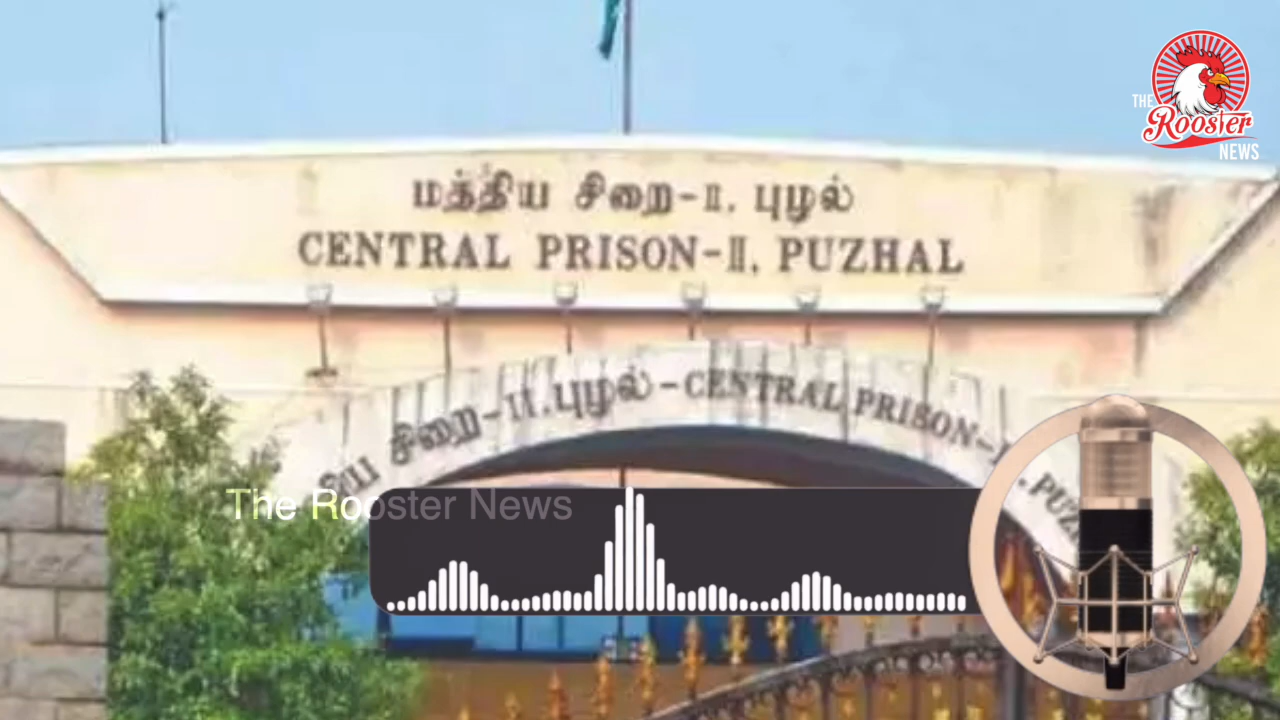 மத்திய சிறை-II, புழல்
CENTRAL PRISON-II, PUZHAL
THE
Rooster
NEWS
சிறை-II, புழல் - CENTRAL PRISON-
The Rooster News